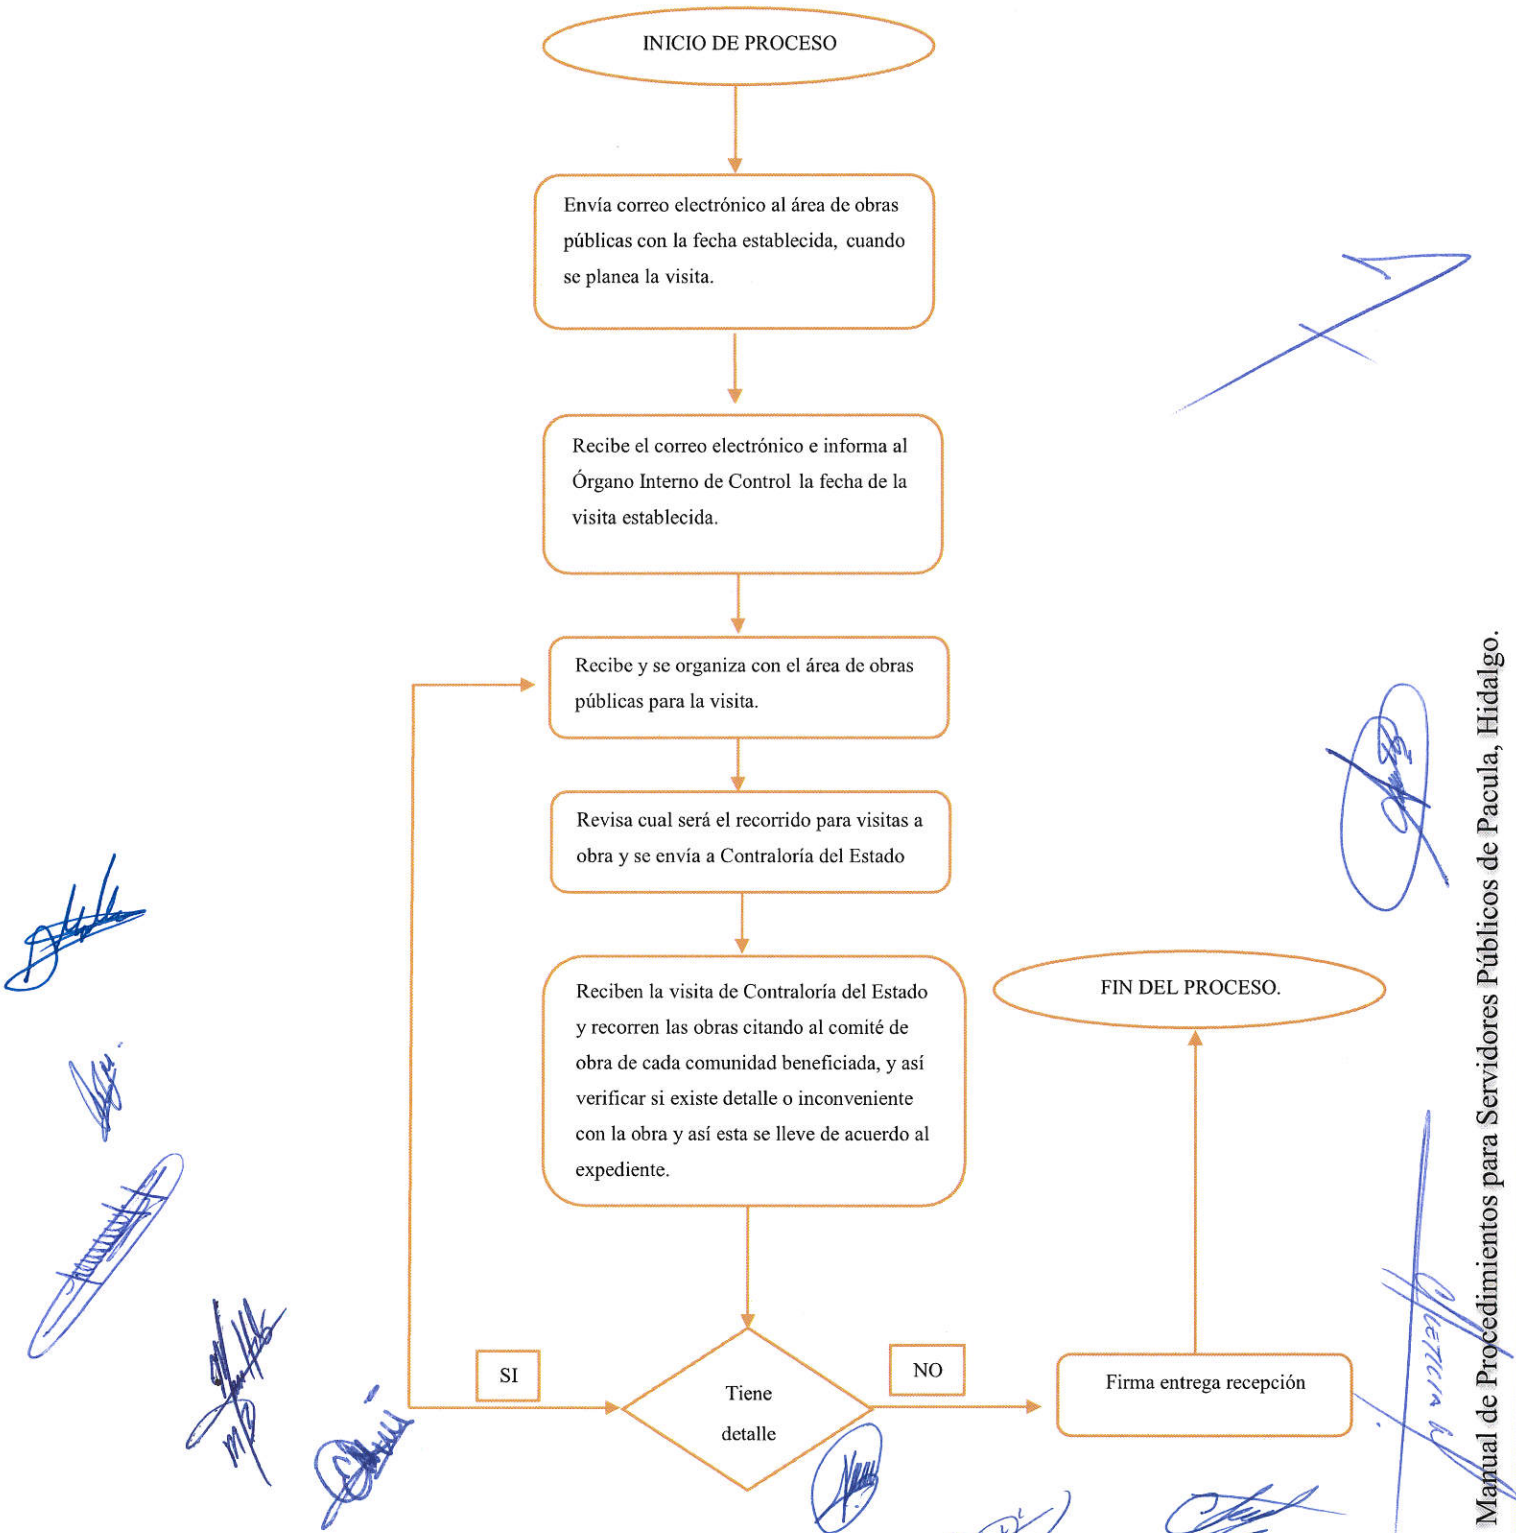 INICIO DE PROCESO
Envía correo electrónico al área de obras
públicas con la fecha establecida, cuando
se planea la visita.
Recibe el correo electrónico e informa al
Órgano Interno de Control la fecha de la
visita establecida.
Recibe y se organiza con el área de obras
públicas para la visita.
Revisa cual será el recorrido para visitas a
obra y se envía a Contraloría del Estado
Reciben la visita de Contraloría del Estado
y recorren las obras citando al comité de
obra de cada comunidad beneficiada, y así
verificar si existe detalle o inconveniente
con la obra y así esta se lleve de acuerdo al
expediente.
SI
Tiene
detalle
NO
Firma entrega recepción
FIN DEL PROCESO.
Manual de Procedimientos para Servidores Públicos de Pacula, Hidalgo.